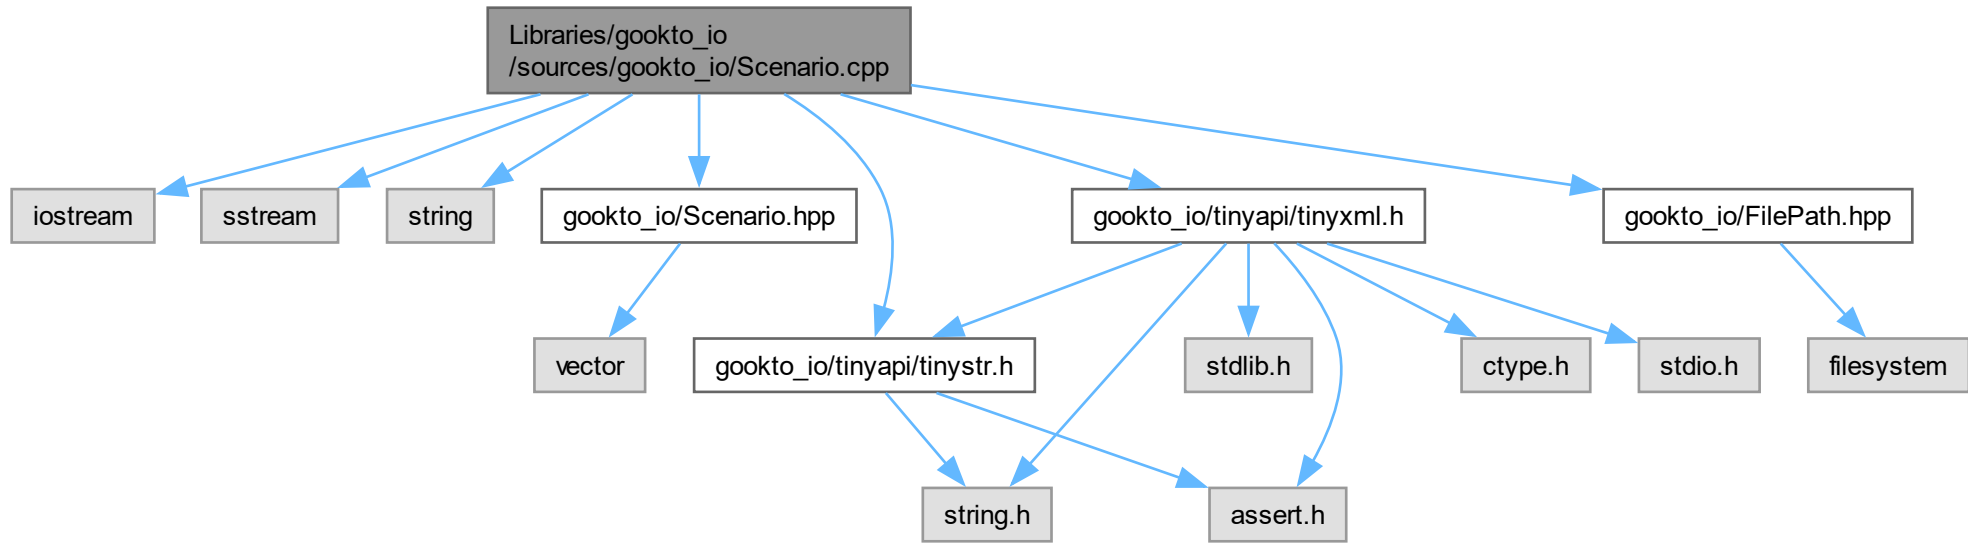 Libraries/gookto_io
/sources/gookto_io/Scenario.cpp
iostream
sstream
string
gookto_io/Scenario.hpp
gookto_io/tinyapi/tinyxml.h
gookto_io/FilePath.hpp
vector
gookto_io/tinyapi/tinystr.h
stdlib.h
ctype.h
stdio.h
filesystem
string.h
assert.h